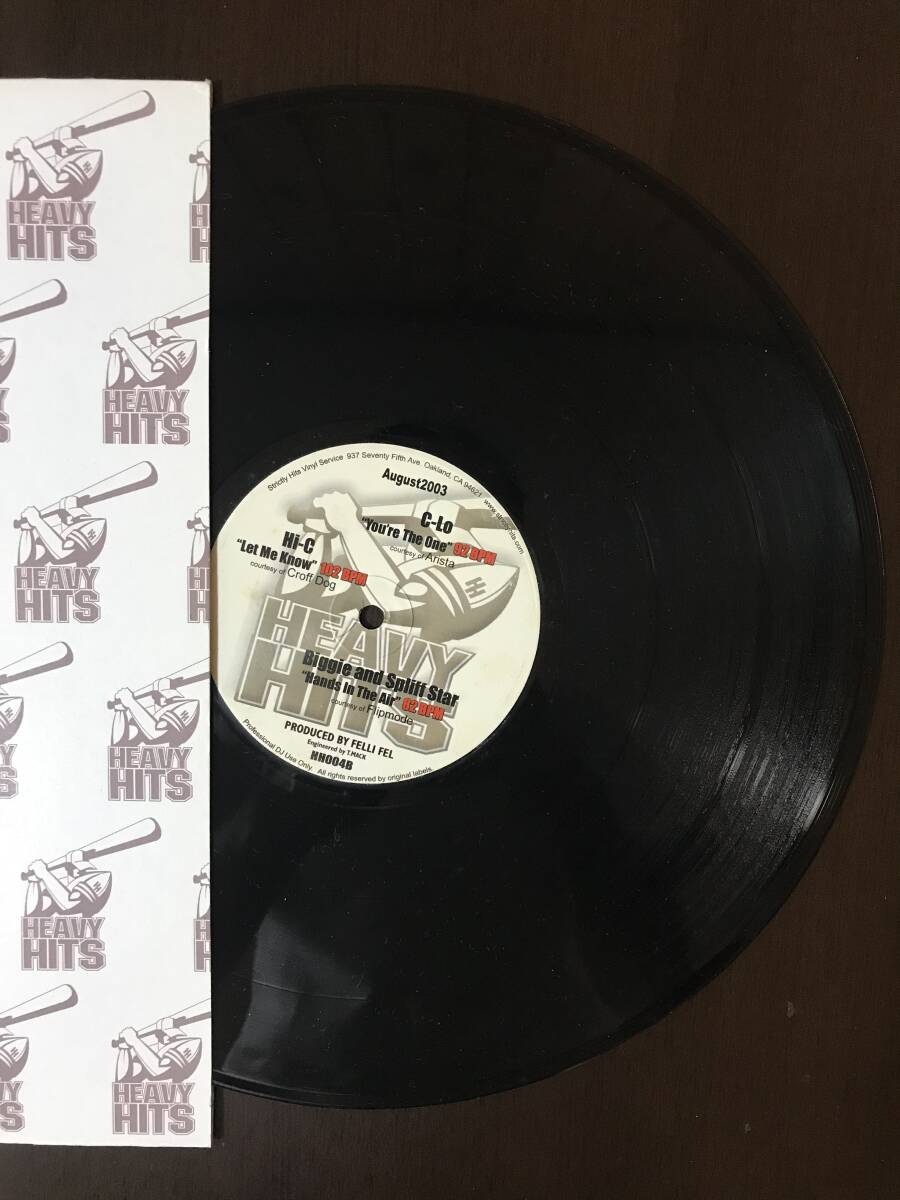 HEAVY
HITS
HEAVY
HITS
HEAVY
HITS
HEAVY
HITS
HEAVY
HITS
HEAVY
HITS
Strictly Hits Vinyl Service 937 Seventy Fifth Ave. Oakland, CA 94621 www.strictlyhits.com
August2003
C-Lo
"You're The One" 92 BPM
courtesy of Arista
Hi-C
"Let Me Know" 102 BPM
courtesy of Croff Dog
HEAVY
HITS
Biggie and Spliff Star
"Hands In The Air" 82 BPM
courtesy of Flipmode
PRODUCED BY FELLI FEL
Engineered by T.MACK
HH004B
Professional DJ Use Only. All rights reserved by original labels.